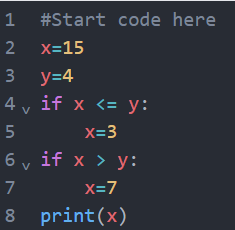 1 #Start code here
2 x=15
3 y=4
4 if x <= y:
5     x=3
6 if x > y:
7     x=7
8 print(x)